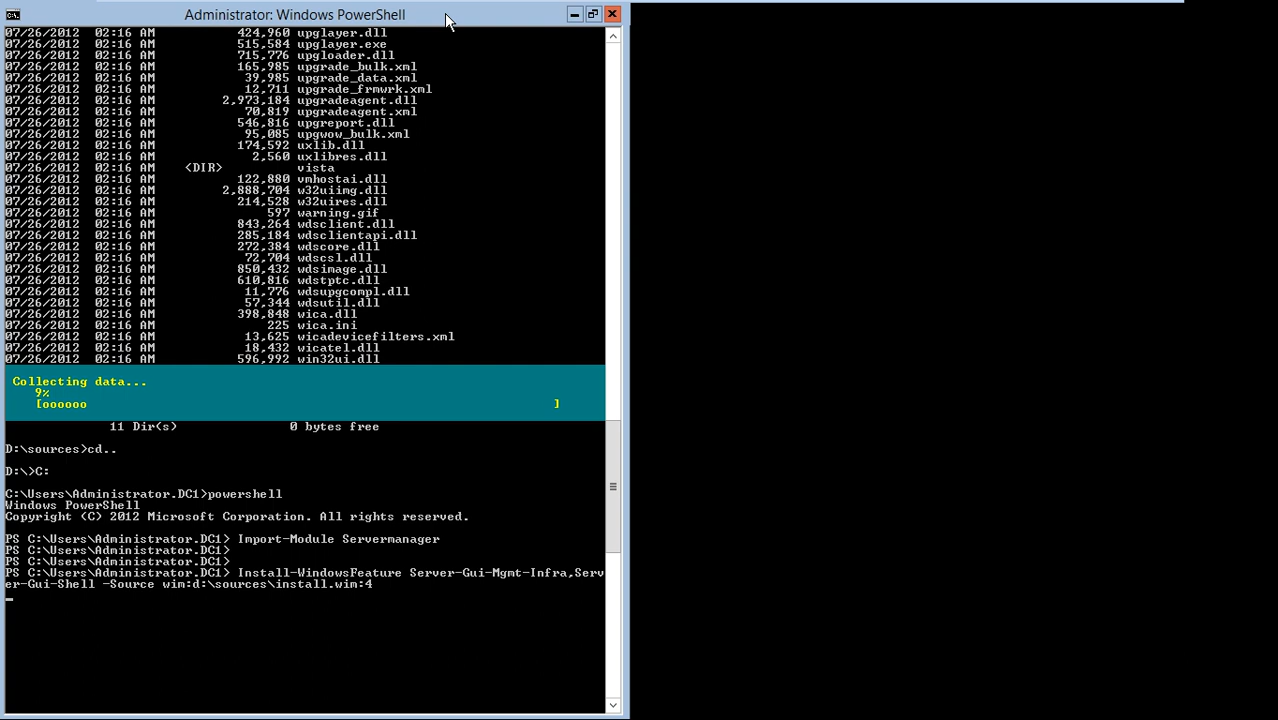 Administrator: Windows PowerShell
07/26/2012  02:16 AM           424,960 upglayer.dll
07/26/2012  02:16 AM           515,584 upglayer.exe
07/26/2012  02:16 AM           715,776 upgloader.dll
07/26/2012  02:16 AM           165,985 upgrade_bulk.xml
07/26/2012  02:16 AM            39,985 upgrade_data.xml
07/26/2012  02:16 AM            12,711 upgrade_frmwrk.xml
07/26/2012  02:16 AM         2,973,184 upgradeagent.dll
07/26/2012  02:16 AM            70,819 upgradeagent.xml
07/26/2012  02:16 AM           546,816 upgreport.dll
07/26/2012  02:16 AM            95,085 upgwow_bulk.xml
07/26/2012  02:16 AM           174,592 uxlib.dll
07/26/2012  02:16 AM             2,560 uxlibres.dll
07/26/2012  02:16 AM    <DIR>          vista
07/26/2012  02:16 AM           122,880 vmhostai.dll
07/26/2012  02:16 AM         2,888,704 w32uiimg.dll
07/26/2012  02:16 AM           214,528 w32uires.dll
07/26/2012  02:16 AM               597 warning.gif
07/26/2012  02:16 AM           843,264 wdsclient.dll
07/26/2012  02:16 AM           285,184 wdsclientapi.dll
07/26/2012  02:16 AM           272,384 wdscore.dll
07/26/2012  02:16 AM            72,704 wdscsl.dll
07/26/2012  02:16 AM           850,432 wdsimage.dll
07/26/2012  02:16 AM           610,816 wdstptc.dll
07/26/2012  02:16 AM            11,776 wdsupgcompl.dll
07/26/2012  02:16 AM            57,344 wdsutil.dll
07/26/2012  02:16 AM           398,848 wica.dll
07/26/2012  02:16 AM               225 wica.ini
07/26/2012  02:16 AM            13,625 wicadevicefilters.xml
07/26/2012  02:16 AM            18,432 wicatel.dll
07/26/2012  02:16 AM           596,992 win32ui.dll
Collecting data...
9%
[oooooo                                                               ]
11 Dir(s)               0 bytes free
D:\sources>cd..
D:\>C:
C:\Users\Administrator.DC1>powershell
Windows PowerShell
Copyright (C) 2012 Microsoft Corporation. All rights reserved.
PS C:\Users\Administrator.DC1> Import-Module Servermanager
PS C:\Users\Administrator.DC1>
PS C:\Users\Administrator.DC1>
PS C:\Users\Administrator.DC1> Install-WindowsFeature Server-Gui-Mgmt-Infra,Serv
er-Gui-Shell -Source wim:d:\sources\install.wim:4